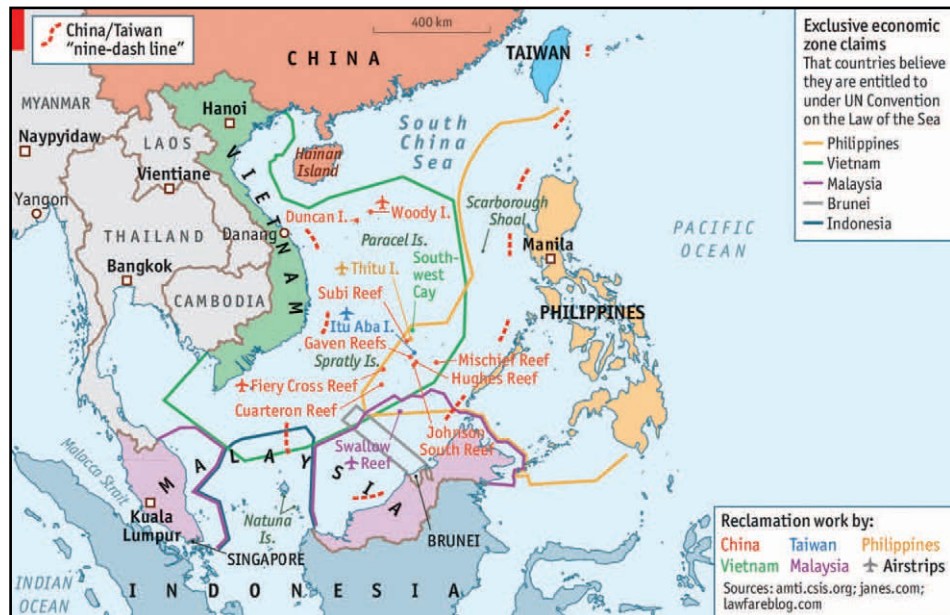 China/Taiwan
“nine-dash line”
400 km
CHINA
TAIWAN
Exclusive economic
zone claims
That countries believe
they are entitled to
under UN Convention
on the Law of the Sea
Philippines
Vietnam
Malaysia
Brunei
Indonesia
MYANMAR
Hanoi
Naypyidaw
LAOS
South
China
Sea
Hainan
Island
VIETNAM
Vientiane
Yangon
Duncan I.
Woody I.
Scarborough
Shoal
THAILAND
Danang
Paracel Is.
South-
west
Cay
Manila
PACIFIC
OCEAN
Bangkok
Thitu I.
CAMBODIA
Subi Reef
Itu Aba I.
PHILIPPINES
Gaven Reefs
Spratly Is.
Mischief Reef
Hughes Reef
Fiery Cross Reef
Cuarteron Reef
Johnson
South Reef
Swallow
Reef
MALAYSIA
Malacca Strait
Kuala
Lumpur
Natuna
Is.
SINGAPORE
BRUNEI
INDIAN
OCEAN
INDONESIA
Reclamation work by:
China Taiwan Philippines
Vietnam Malaysia Airstrips
Sources: amti.csis.org; janes.com;
lawfareblog.com